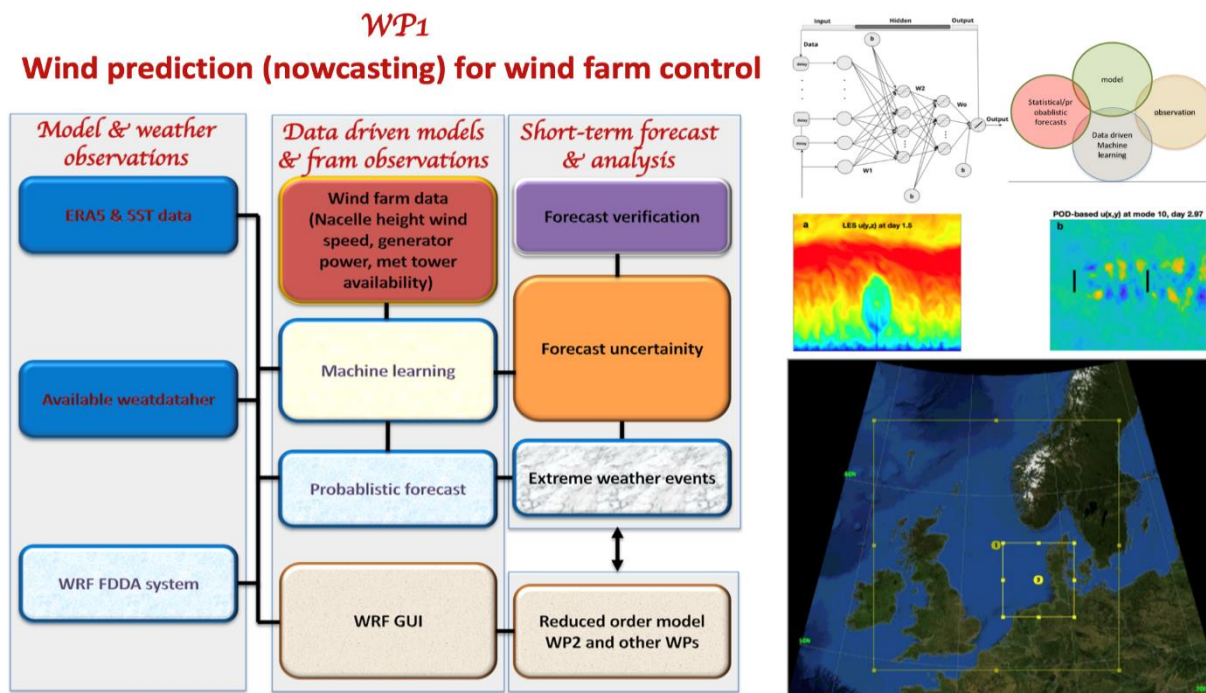 WP1
Wind prediction (nowcasting) for wind farm control
Model & weather
observations
ERA5 & SST data
Available weatdataher
WRF FDDA system
Data driven models
& fram observations
Wind farm data
(Nacelle height wind
speed, generator
power, met tower
availability)
Machine learning
Probablistic forecast
WRF GUI
Short-term forecast
& analysis
Forecast verification
Forecast uncertainity
Extreme weather events
Reduced order model
WP2 and other WPs
Input
Hidden
Output
Data
delay
delay
delay
b
W2
Wo
Output
W1
b
b
model
Statistical/pr
obablistic
forecasts
observation
Data driven
Machine
learning
a
LES u(y,z) at day 1.5
POD-based u(x,y) at mode 10, day 2.97
b
60N
50N